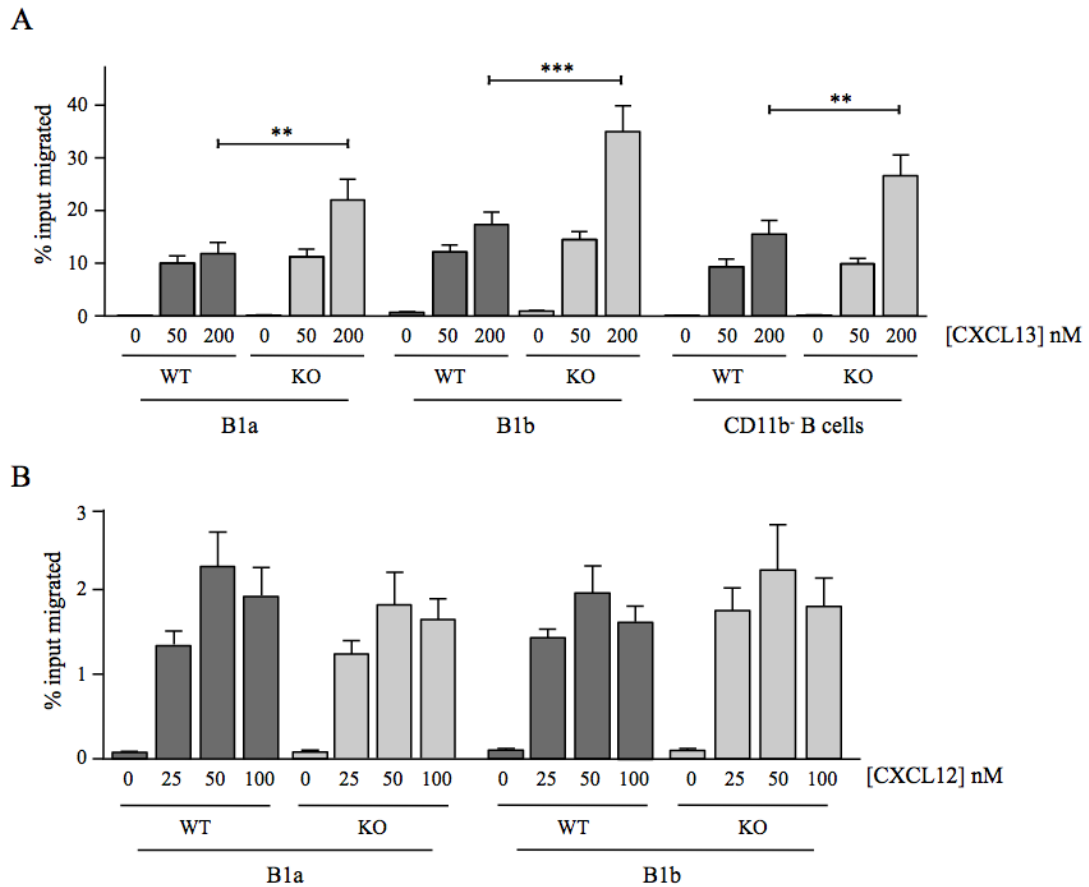 A
** *** **
40
30
20
10
0
% input migrated
0 50 200 0 50 200 0 50 200 0 50 200 0 50 200 0 50 200 [CXCL13] nM
WT KO WT KO WT KO
B1a B1b CD11b- B cells
B
3
2
1
0
% input migrated
0 25 50 100 0 25 50 100 0 25 50 100 0 25 50 100 [CXCL12] nM
WT KO WT KO
B1a B1b